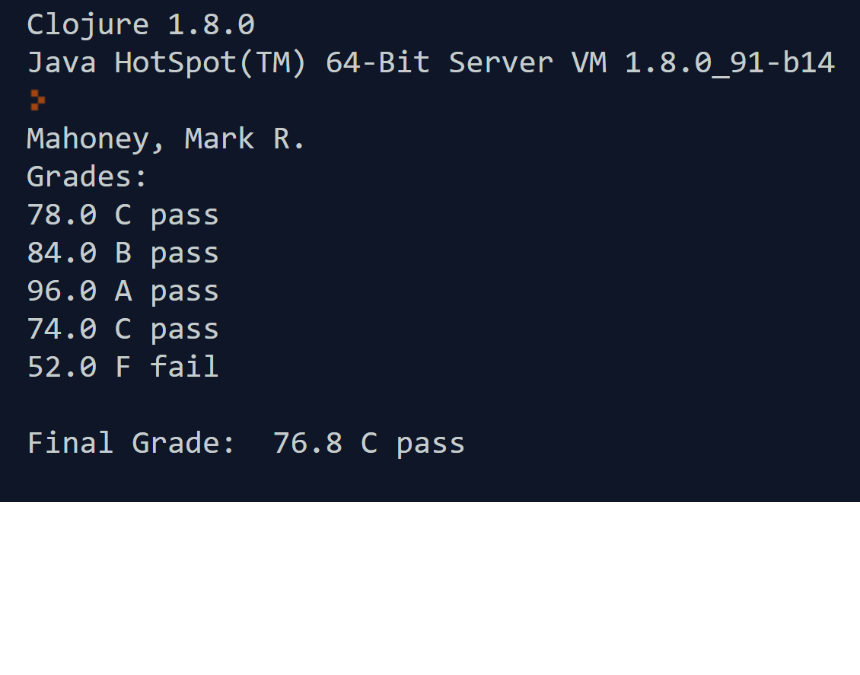 Clojure 1.8.0
Java HotSpot(TM) 64-Bit Server VM 1.8.0_91-b14
>
Mahoney, Mark R.
Grades:
78.0 C pass
84.0 B pass
96.0 A pass
74.0 C pass
52.0 F fail
Final Grade:  76.8 C pass